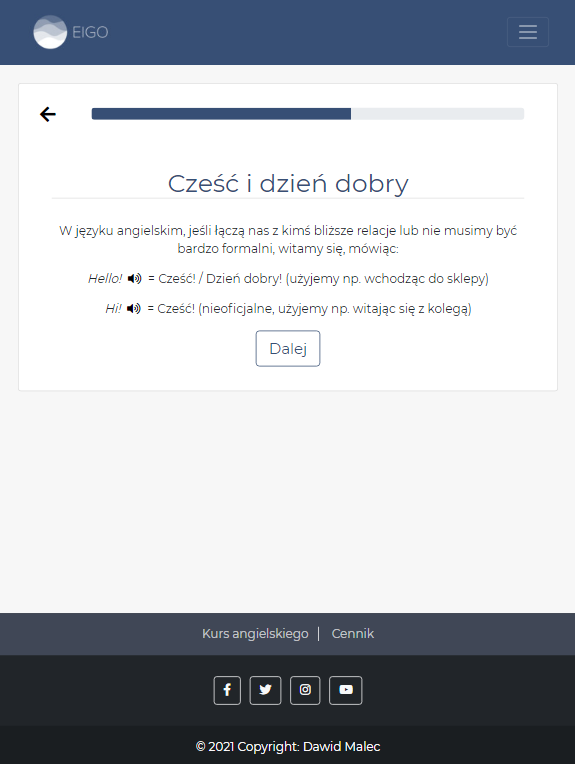 EIGO
Cześć i dzień dobry
W języku angielskim, jeśli łączą nas z kimś bliższe relacje lub nie musimy być
bardzo formalni, witamy się, mówiąc:
Hello! = Cześć! / Dzień dobry! (użyjemy np. wchodząc do sklepy)
Hi! = Cześć! (nieoficjalne, użyjemy np. witając się z kolegą)
Dalej
Kurs angielskiego | Cennik
© 2021 Copyright: Dawid Malec